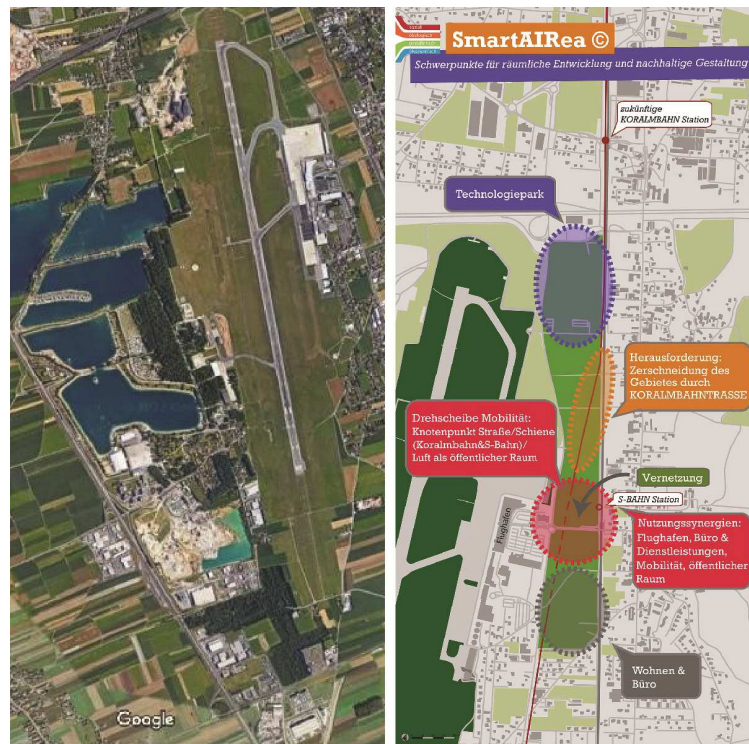 Google
SmartAIRea ©
Schwerpunkte für räumliche Entwicklung und nachhaltige Gestaltung
zukünftige
KORALMBAHN Station
Technologiepark
Herausforderung:
Zerschneidung des
Gebietes durch
KORALMBAHNTRASSE
Drehscheibe Mobilität:
Knotenpunkt Straße/Schiene
(Koralmbahn&S-Bahn)/
Luft als öffentlicher Raum
Vernetzung
S-BAHN Station
Flughafen
Nutzungssynergien:
Flughafen, Büro &
Dienstleistungen,
Mobilität, öffentlicher
Raum
Wohnen &
Büro